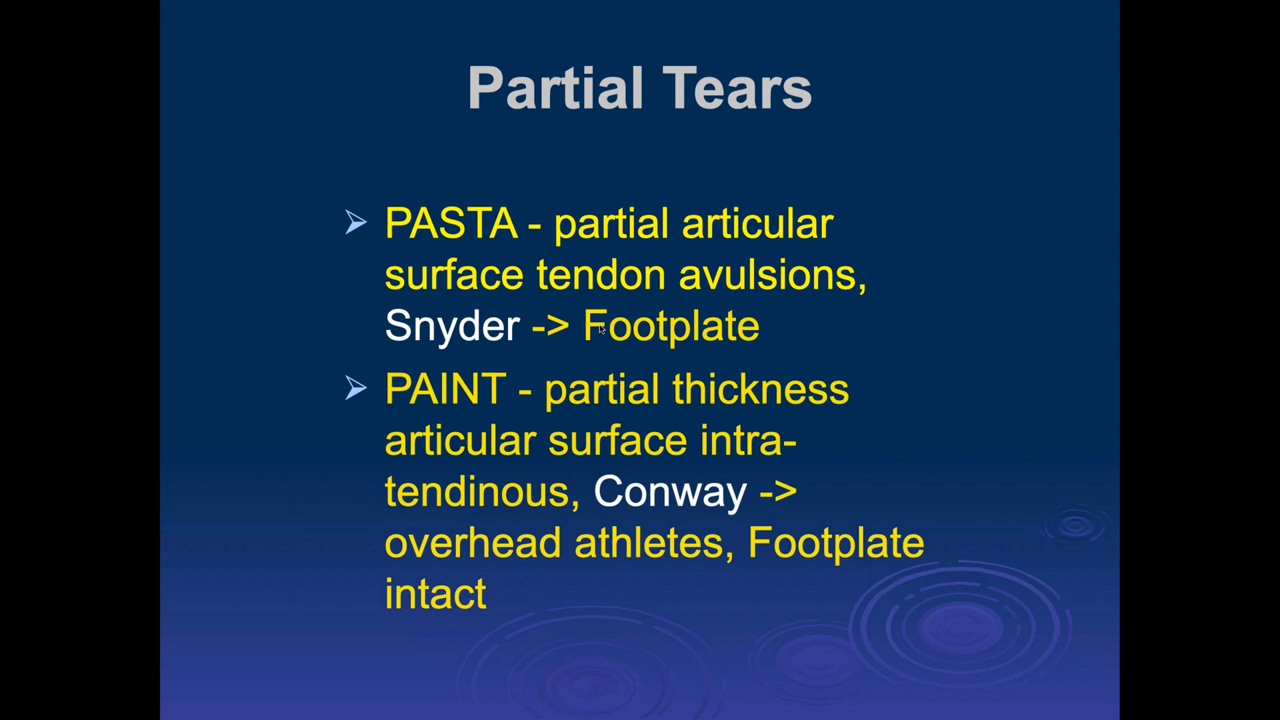 Partial Tears
PASTA - partial articular
surface tendon avulsions,
Snyder -> Footplate
PAINT - partial thickness
articular surface intra-
tendinous, Conway ->
overhead athletes, Footplate
intact